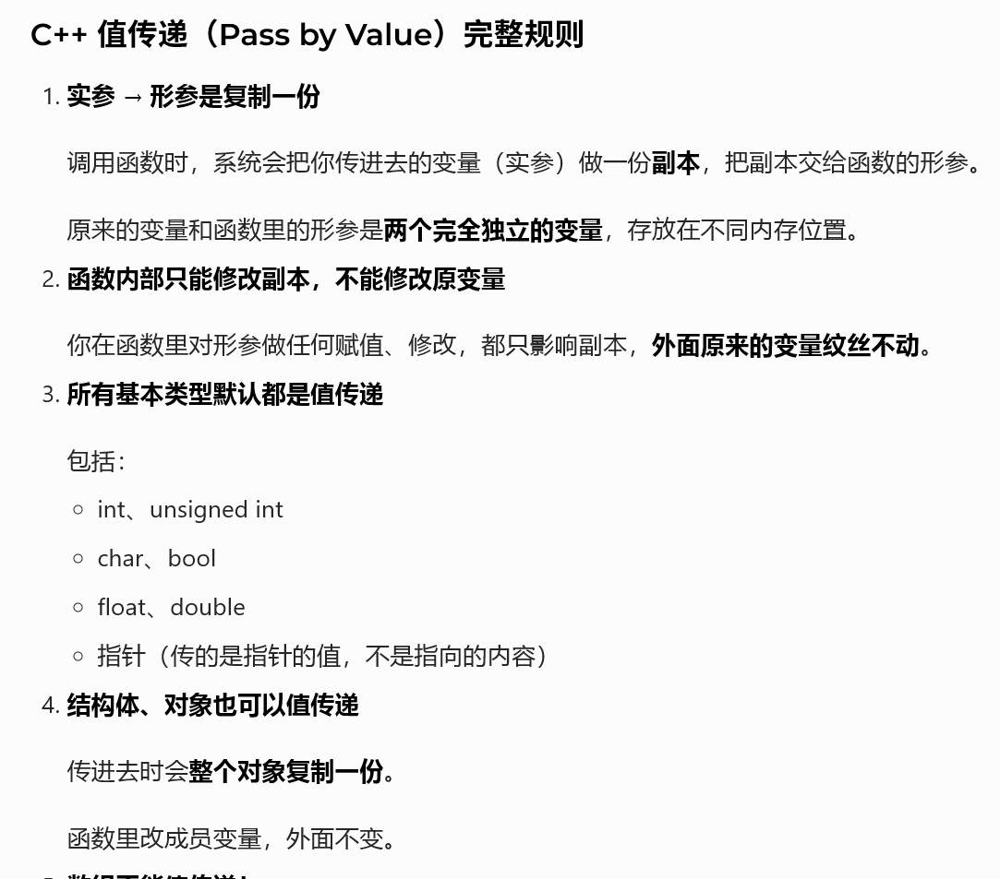 C++ 值传递（Pass by Value）完整规则
1. 实参 → 形参是复制一份
调用函数时，系统会把你传进去的变量（实参）做一份副本，把副本交给函数的形参。
原来的变量和函数里的形参是两个完全独立的变量，存放在不同内存位置。
2. 函数内部只能修改副本，不能修改原变量
你在函数里对形参做任何赋值、修改，都只影响副本，外面原来的变量纹丝不动。
3. 所有基本类型默认都是值传递
包括：
○ int、unsigned int
○ char、bool
○ float、double
○ 指针（传的是指针的值，不是指向的内容）
4. 结构体、对象也可以值传递
传进去时会整个对象复制一份。
函数里改成员变量，外面不变。